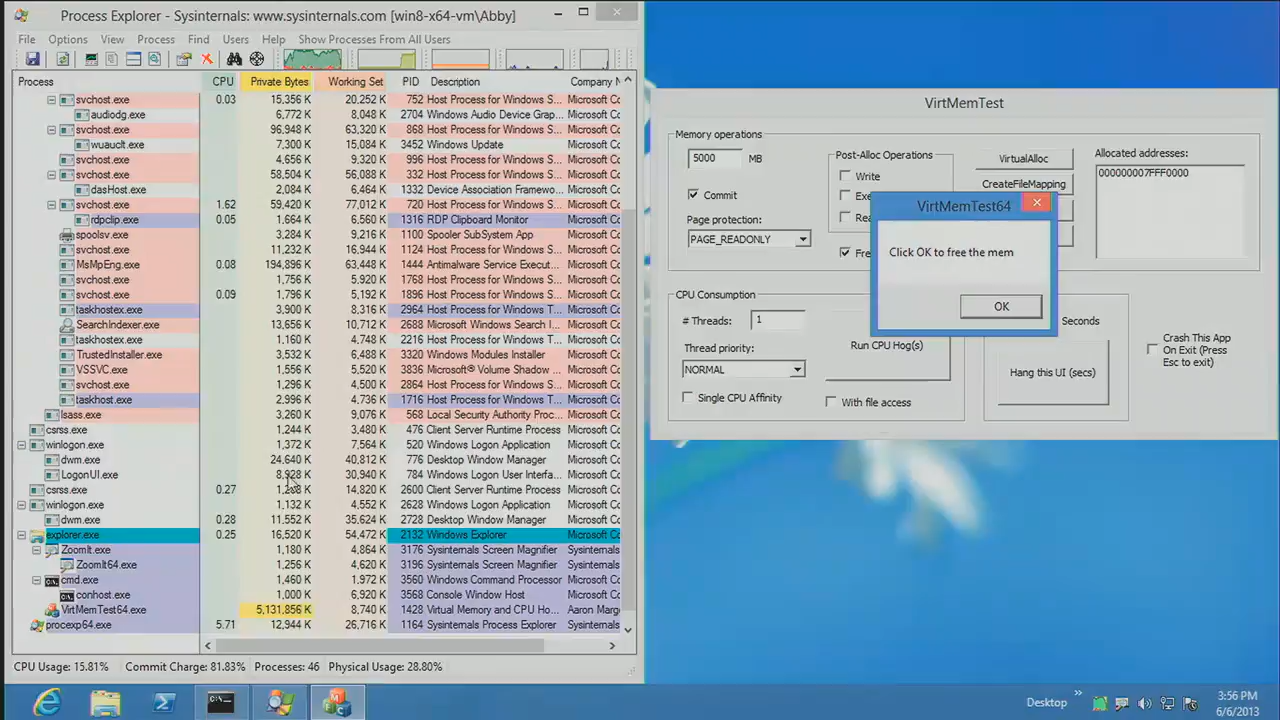 Process Explorer - Sysinternals: www.sysinternals.com [win8-x64-vm\Abby]
File Options View Process Find Users Help Show Processes From All Users
Process CPU Private Bytes Working Set PID Description Company N
svchost.exe 0.03 15,356 K 20,252 K 752 Host Process for Windows S... Microsoft Co
audiodg.exe 6,772 K 8,048 K 2704 Windows Audio Device Grap... Microsoft Co
svchost.exe 96,948 K 63,320 K 868 Host Process for Windows S... Microsoft Co
wuauclt.exe 7,300 K 15,084 K 3452 Windows Update Microsoft Co
svchost.exe 4,656 K 9,320 K 996 Host Process for Windows S... Microsoft Co
svchost.exe 58,504 K 56,088 K 332 Host Process for Windows S... Microsoft Co
dasHost.exe 2,084 K 6,464 K 1332 Device Association Framewo... Microsoft Co
svchost.exe 1.62 59,420 K 77,012 K 720 Host Process for Windows S... Microsoft Co
rdpclip.exe 0.05 1,664 K 6,560 K 1316 RDP Clipboard Monitor Microsoft Co
spoolsv.exe 3,284 K 9,216 K 1100 Spooler SubSystem App Microsoft Co
svchost.exe 11,232 K 16,944 K 1128 Host Process for Windows S... Microsoft Co
MsMpEng.exe 0.08 194,896 K 63,448 K 1444 Antimalware Service Execut... Microsoft Co
svchost.exe 1,756 K 5,920 K 1768 Host Process for Windows S... Microsoft Co
svchost.exe 0.09 1,796 K 5,192 K 1896 Host Process for Windows S... Microsoft Co
taskhostex.exe 3,900 K 8,316 K 2964 Host Process for Windows T... Microsoft Co
SearchIndexer.exe 13,656 K 10,712 K 2688 Microsoft Windows Search I... Microsoft Co
taskhostex.exe 1,160 K 4,748 K 2216 Host Process for Windows T... Microsoft Co
TrustedInstaller.exe 3,532 K 6,488 K 3320 Windows Modules Installer Microsoft Co
VSSVC.exe 1,556 K 5,520 K 3836 Microsoft® Volume Shadow ... Microsoft Co
svchost.exe 1,296 K 4,500 K 2864 Host Process for Windows S... Microsoft Co
taskhost.exe 2,996 K 4,736 K 1716 Host Process for Windows T... Microsoft Co
lsass.exe 3,260 K 9,076 K 568 Local Security Authority Proc... Microsoft Co
csrss.exe 1,244 K 3,480 K 476 Client Server Runtime Process Microsoft Co
winlogon.exe 1,372 K 7,564 K 520 Windows Logon Application Microsoft Co
dwm.exe 24,640 K 40,812 K 776 Desktop Window Manager Microsoft Co
LogonUI.exe 8,928 K 30,940 K 784 Windows Logon User Interfa... Microsoft Co
csrss.exe 0.27 14,820 K 2600 Client Server Runtime Process Microsoft Co
winlogon.exe 1,132 K 4,552 K 2628 Windows Logon Application Microsoft Co
dwm.exe 0.28 11,552 K 35,624 K 2728 Desktop Window Manager Microsoft Co
explorer.exe 0.25 16,520 K 54,472 K 2132 Windows Explorer Microsoft Co
ZoomIt.exe 1,180 K 4,864 K 3176 Sysinternals Screen Magnifier Sysinternals
ZoomIt64.exe 1,256 K 4,620 K 3196 Sysinternals Screen Magnifier Sysinternals
cmd.exe 1,460 K 1,972 K 3560 Windows Command Processor Microsoft Co
conhost.exe 1,000 K 6,920 K 3568 Console Window Host Microsoft Co
VirtMemTest64.exe 5,131,856 K 8,740 K 1428 Virtual Memory and CPU Ho... Aaron Marg
procexp64.exe 5.71 12,944 K 26,716 K 1164 Sysinternals Process Explorer Sysinternals
CPU Usage: 15.81% Commit Charge: 81.83% Processes: 46 Physical Usage: 28.80%
VirtMemTest
Memory operations
5000 MB
Commit
Page protection:
PAGE_READONLY
Post-Alloc Operations
Write
Exe
Rea
Fre
VirtualAlloc
CreateFileMapping
Allocated addresses:
000000007FFF0000
VirtMemTest64
Click OK to free the mem
OK
CPU Consumption
# Threads: 1
Thread priority:
NORMAL
Single CPU Affinity
Run CPU Hog(s)
With file access
Seconds
Hang this UI (secs)
Crash This App
On Exit (Press
Esc to exit)
Desktop
3:56 PM
6/6/2013